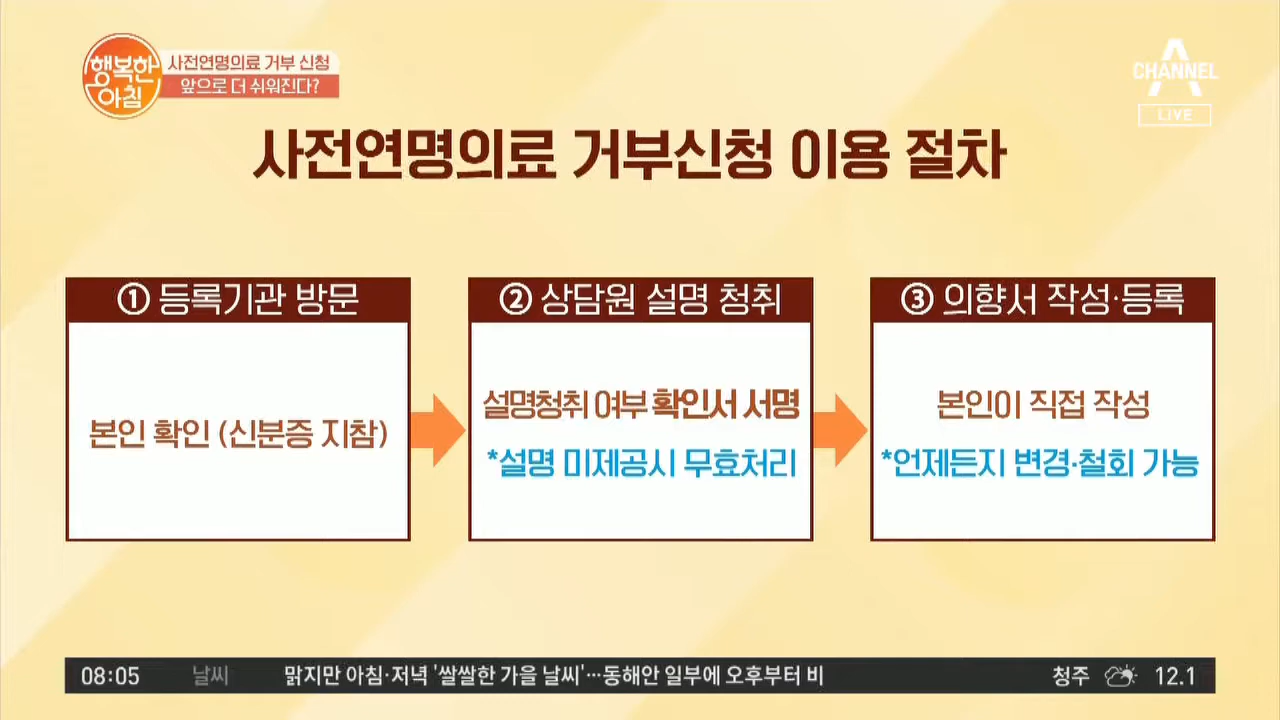 행복한
아침
사전연명의료 거부 신청
앞으로 더 쉬워진다?
CHANNEL A
LIVE
사전연명의료 거부신청 이용 절차
① 등록기관 방문
본인 확인 (신분증 지참)
② 상담원 설명 청취
설명청취 여부 확인서 서명
*설명 미제공시 무효처리
③ 의향서 작성·등록
본인이 직접 작성
*언제든지 변경·철회 가능
08:05 날씨 맑지만 아침·저녁 '쌀쌀한 가을 날씨'…동해안 일부에 오후부터 비 청주 12.1